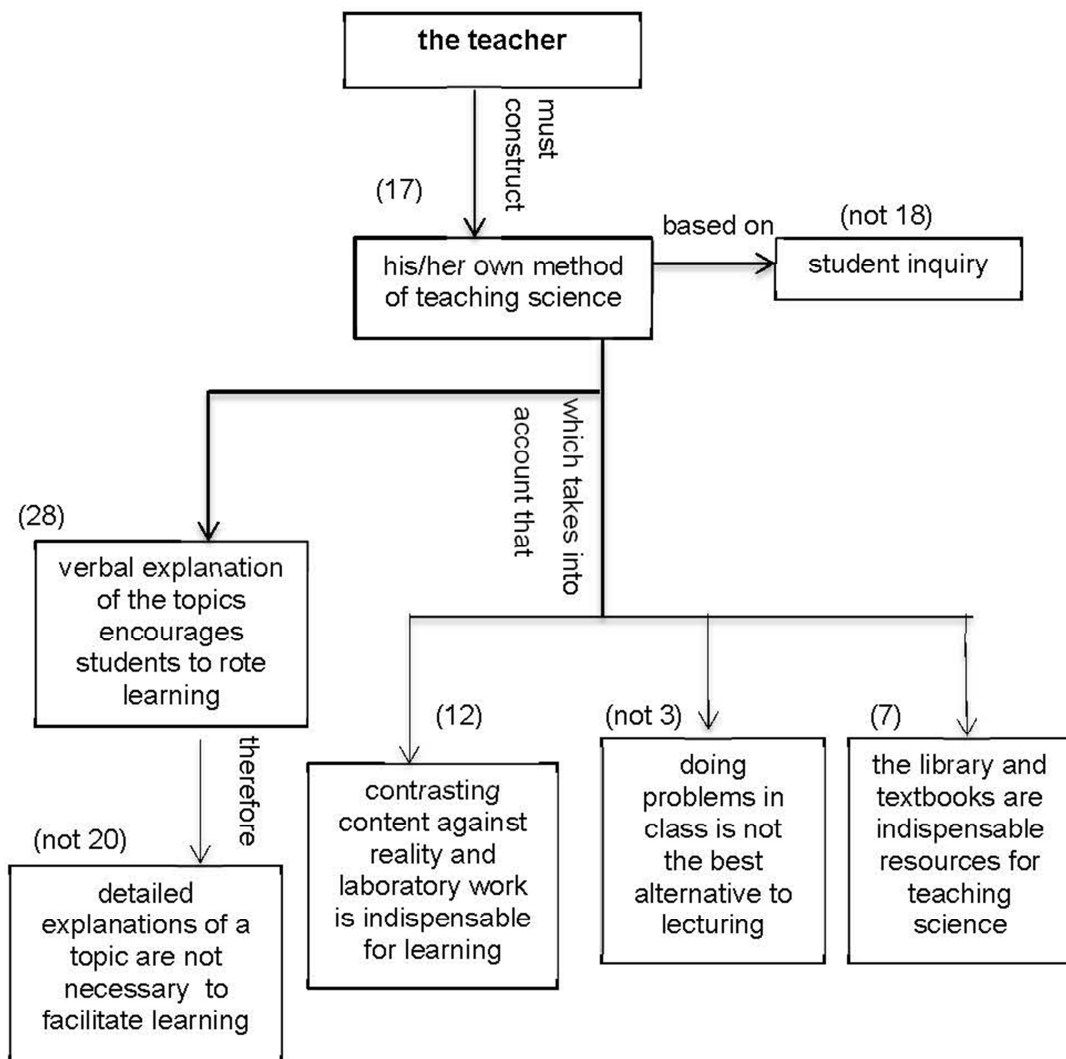 the teacher
must
construct
(17)
his/her own method
of teaching science
based on
(not 18)
student inquiry
which takes into
account that
(28)
verbal explanation
of the topics
encourages
students to rote
learning
therefore
(not 20)
detailed
explanations of a
topic are not
necessary to
facilitate learning
(12)
contrasting
content against
reality and
laboratory work
is indispensable
for learning
(not 3)
doing
problems in
class is not
the best
alternative to
lecturing
(7)
the library and
textbooks are
indispensable
resources for
teaching
science